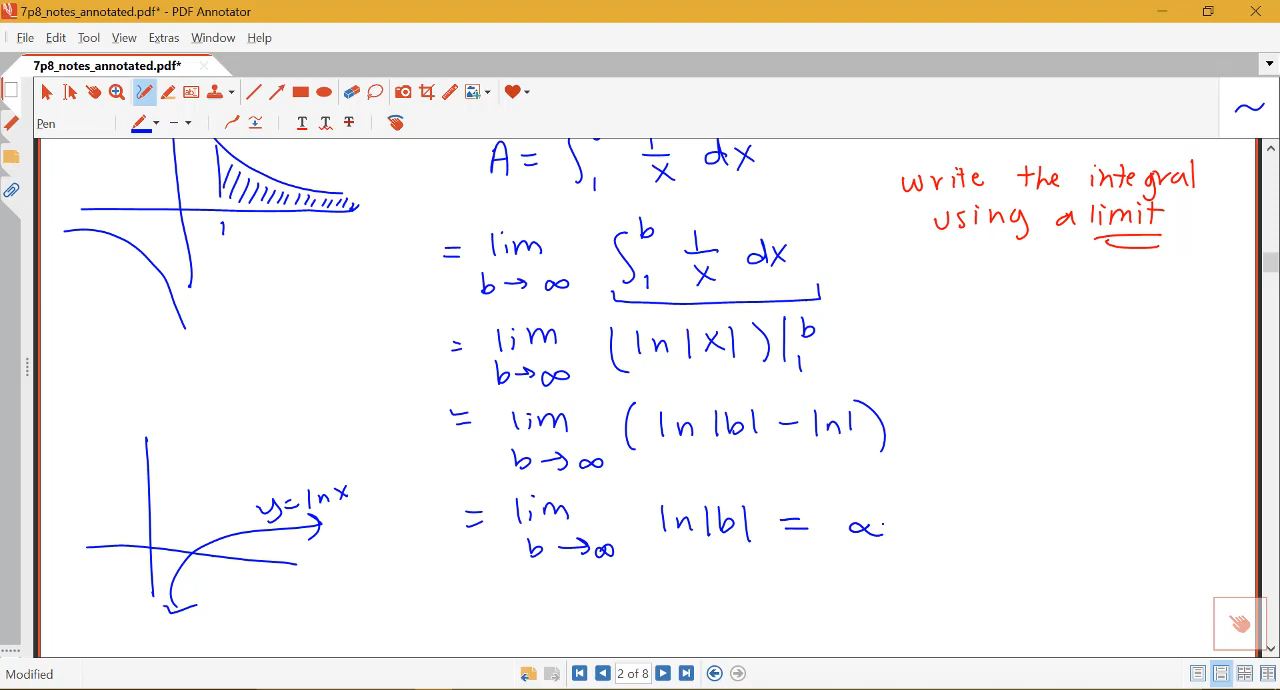 7p8_notes_annotated.pdf* - PDF Annotator
File Edit Tool View Extras Window Help
7p8_notes_annotated.pdf*
Pen
A = ∫₁ 1/x dx
write the integral
using a limit
1
= lim b→∞ ∫₁ᵇ 1/x dx
= lim b→∞ (ln|x|)|₁ᵇ
= lim b→∞ (ln|b| - ln1)
y=lnx
= lim b→∞ ln|b| =
Modified
2 of 8